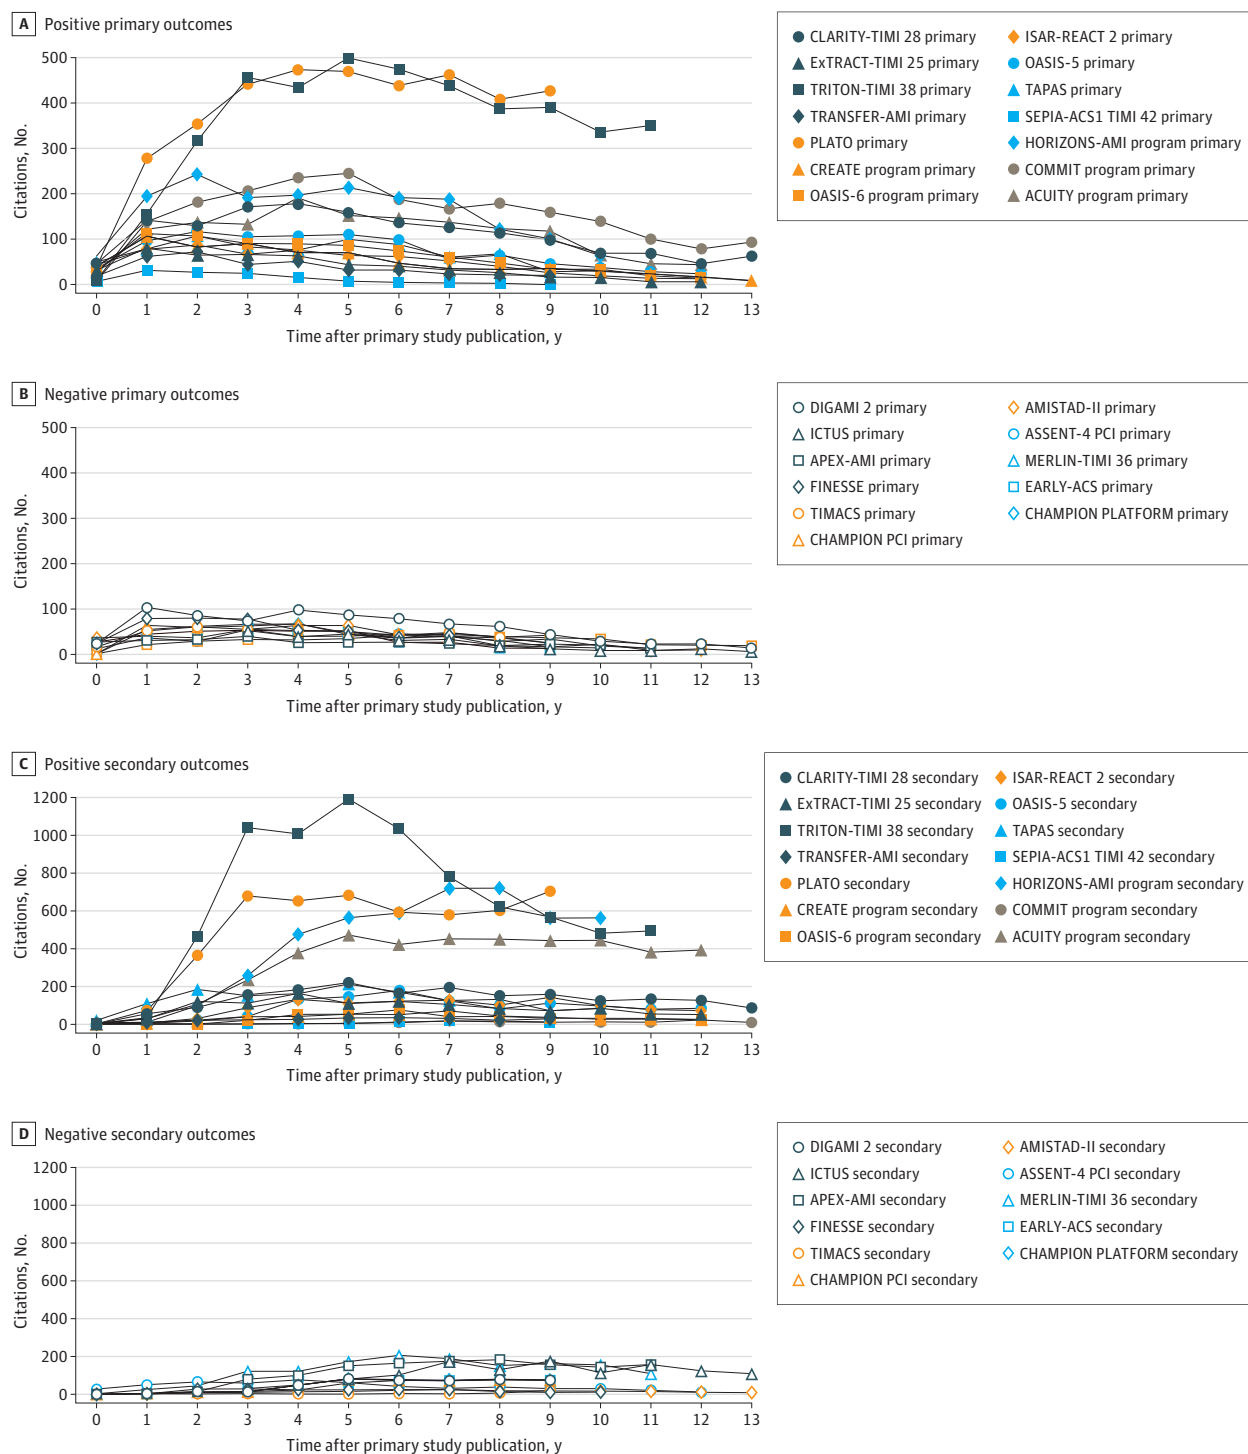 A Positive primary outcomes
500
400
300
200
100
0
Citations, No.
0 1 2 3 4 5 6 7 8 9 10 11 12 13
Time after primary study publication, y
CLARITY-TIMI 28 primary
ExTRACT-TIMI 25 primary
TRITON-TIMI 38 primary
TRANSFER-AMI primary
PLATO primary
CREATE program primary
OASIS-6 program primary
ISAR-REACT 2 primary
OASIS-5 primary
TAPAS primary
SEPIA-ACS1 TIMI 42 primary
HORIZONS-AMI program primary
COMMIT program primary
ACUITY program primary
B Negative primary outcomes
500
400
300
200
100
0
Citations, No.
0 1 2 3 4 5 6 7 8 9 10 11 12 13
Time after primary study publication, y
DIGAMI 2 primary
ICTUS primary
APEX-AMI primary
FINESSE primary
TIMACS primary
CHAMPION PCI primary
AMISTAD-II primary
ASSENT-4 PCI primary
MERLIN-TIMI 36 primary
EARLY-ACS primary
CHAMPION PLATFORM primary
C Positive secondary outcomes
1200
1000
800
600
400
200
0
Citations, No.
0 1 2 3 4 5 6 7 8 9 10 11 12 13
Time after primary study publication, y
CLARITY-TIMI 28 secondary
ExTRACT-TIMI 25 secondary
TRITON-TIMI 38 secondary
TRANSFER-AMI secondary
PLATO secondary
CREATE program secondary
OASIS-6 program secondary
ISAR-REACT 2 secondary
OASIS-5 secondary
TAPAS secondary
SEPIA-ACS1 TIMI 42 secondary
HORIZONS-AMI program secondary
COMMIT program secondary
ACUITY program secondary
D Negative secondary outcomes
1200
1000
800
600
400
200
0
Citations, No.
0 1 2 3 4 5 6 7 8 9 10 11 12 13
Time after primary study publication, y
DIGAMI 2 secondary
ICTUS secondary
APEX-AMI secondary
FINESSE secondary
TIMACS secondary
CHAMPION PCI secondary
AMISTAD-II secondary
ASSENT-4 PCI secondary
MERLIN-TIMI 36 secondary
EARLY-ACS secondary
CHAMPION PLATFORM secondary